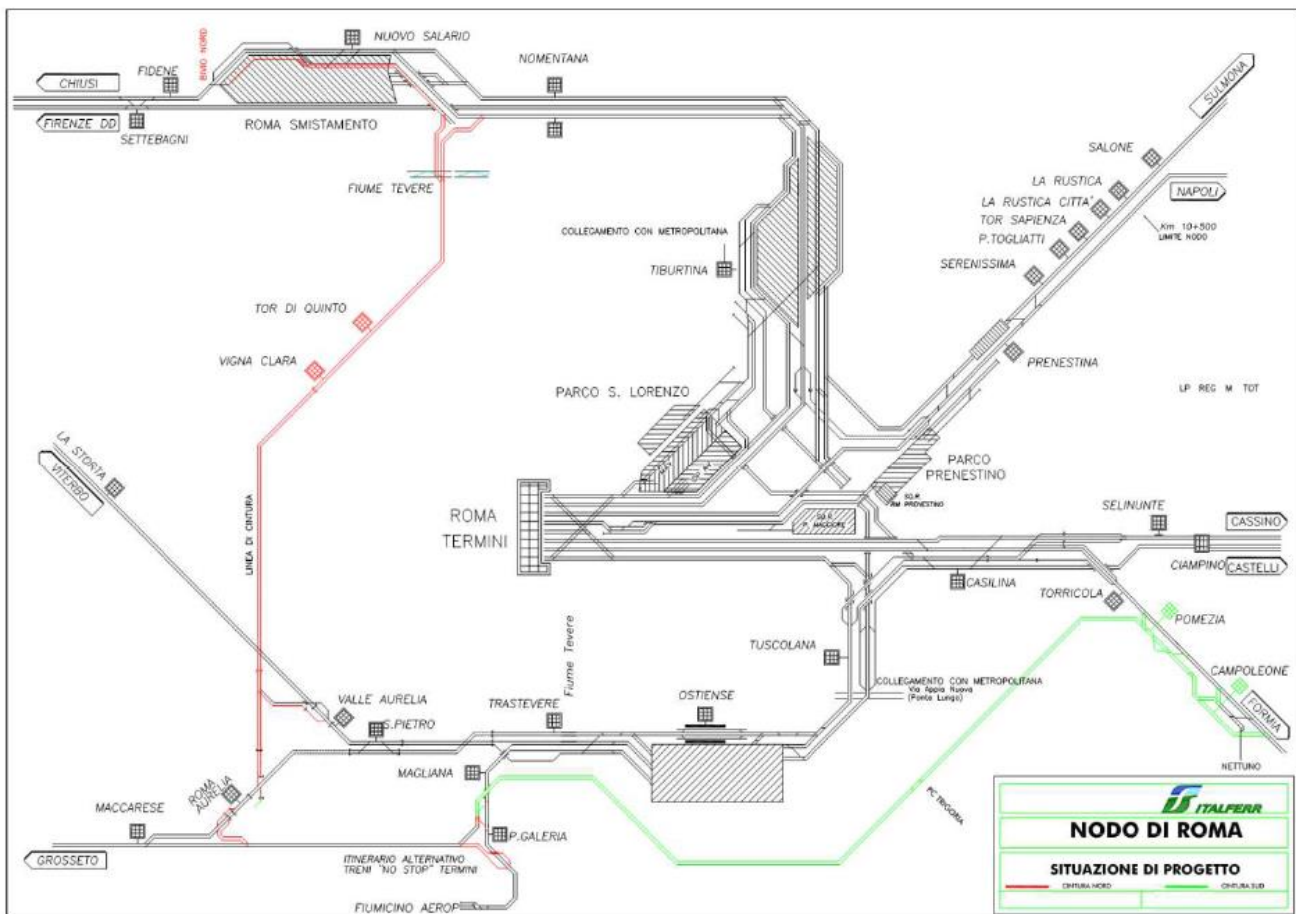 BIVIO NORD
NUOVO SALARIO
NOMENTANA
FIDENE
CHIUSI
FIRENZE DD
SETTEBAGNI
ROMA SMISTAMENTO
FIUME TEVERE
SULMONA
SALONE
LA RUSTICA
NAPOLI
LA RUSTICA CITTA'
TOR SAPIENZA
P.TOGLIATTI
SERENISSIMA
Km 10+500
LIMITE NODO
COLLEGAMENTO CON METROPOLITANA
TIBURTINA
TOR DI QUINTO
VIGNA CLARA
PRENESTINA
PARCO S. LORENZO
LP REG M TOT
LA STORTA
VITERBO
LINEA DI CINTURA
PARCO
PRENESTINO
SELINUNTE
CASSINO
ROMA
TERMINI
CIAMPINO
CASTELLI
CASILINA
TORRICOLA
POMEZIA
Fiume Tevere
TUSCOLANA
CAMPOLEONE
COLLEGAMENTO CON METROPOLITANA
Via Appia Nuova
(Ponte Lungo)
FORMIA
VALLE AURELIA
S.PIETRO
TRASTEVERE
OSTIENSE
NETTUNO
MAGLIANA
ROMA
AURELIA
MACCARESE
PC TRIGORIA
P.GALERIA
GROSSETO
ITINERARIO ALTERNATIVO
TRENI "NO STOP" TERMINI
FIUMICINO AEROP
ITALFERR
NODO DI ROMA
SITUAZIONE DI PROGETTO
CINTURA NORD
CINTURA SUD